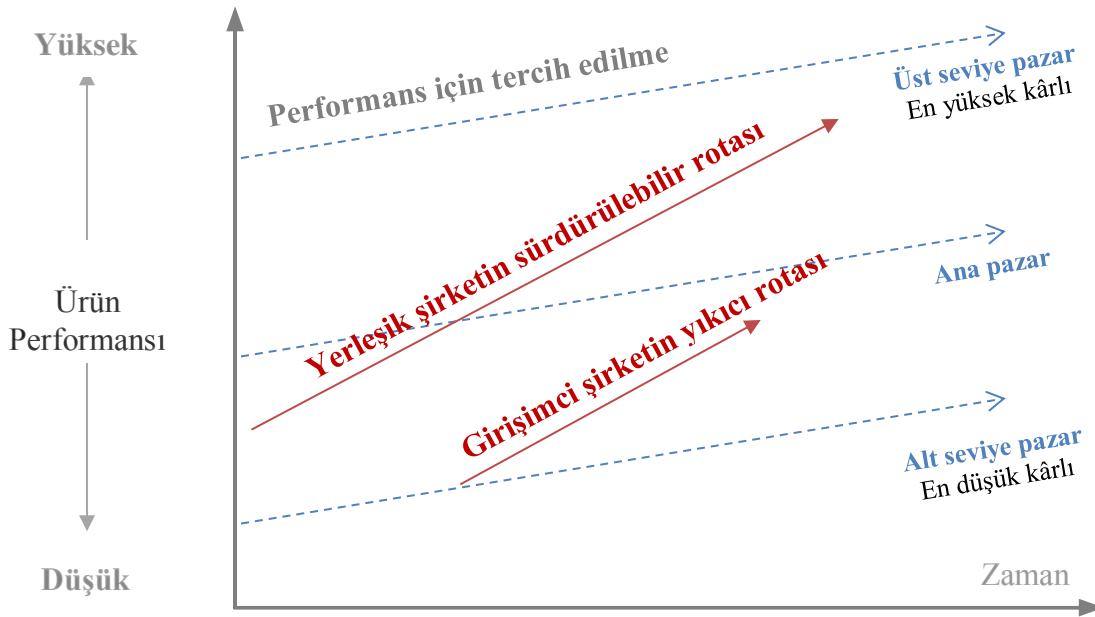 Yüksek
Performans için tercih edilme
Üst seviye pazar
En yüksek kârlı
Yerleşik şirketin sürdürülebilir rotası
Ana pazar
Girişimci şirketin yıkıcı rotası
Ürün
Performansı
Alt seviye pazar
En düşük kârlı
Düşük
Zaman